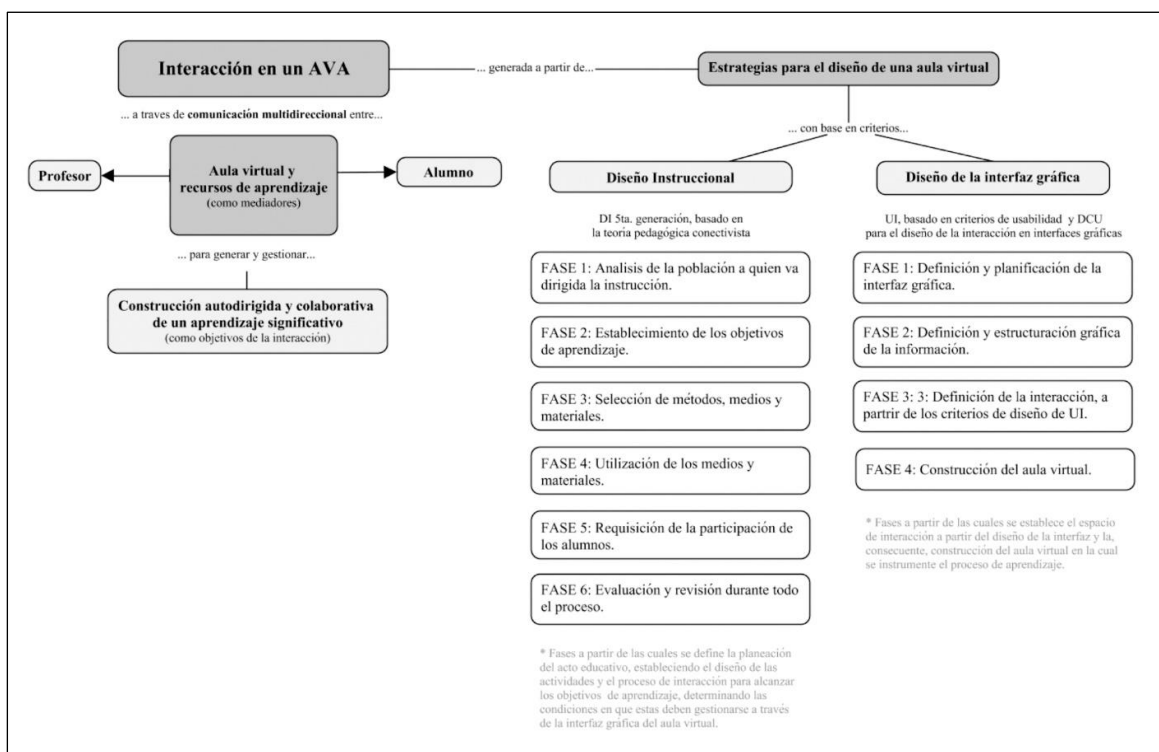 Interacción en un AVA
... generada a partir de...
Estrategias para el diseño de una aula virtual
... a traves de comunicación multidireccional entre...
... con base en criterios...
Profesor
Aula virtual y
recursos de aprendizaje
(como mediadores)
Alumno
... para generar y gestionar...
Construcción autodirigida y colaborativa
de un aprendizaje significativo
(como objetivos de la interacción)
Diseño Instruccional
DI 5ta. generación, basado en
la teoria pedagógica conectivista
FASE 1: Analisis de la población a quien va
dirigida la instrucción.
FASE 2: Establecimiento de los objetivos
de aprendizaje.
FASE 3: Selección de métodos, medios y
materiales.
FASE 4: Utilización de los medios y
materiales.
FASE 5: Requisición de la participación de
los alumnos.
FASE 6: Evaluación y revisión durante todo
el proceso.
* Fases a partir de las cuales se define la planeación
del acto educativo, estableciendo el diseño de las
actividades y el proceso de interacción para alcanzar
los objetivos de aprendizaje, determinando las
condiciones en que estas deben gestionarse a través
de la interfaz gráfica del aula virtual.
Diseño de la interfaz gráfica
UI, basado en criterios de usabilidad y DCU
para el diseño de la interacción en interfaces gráficas
FASE 1: Definición y planificación de la
interfaz gráfica.
FASE 2: Definición y estructuración gráfica
de la información.
FASE 3: 3: Definición de la interacción, a
partrir de los criterios de diseño de UI.
FASE 4: Construcción del aula virtual.
* Fases a partir de las cuales se establece el espacio
de interacción a partir del diseño de la interfaz y la,
consecuente, construcción del aula virtual en la cual
se instrumente el proceso de aprendizaje.